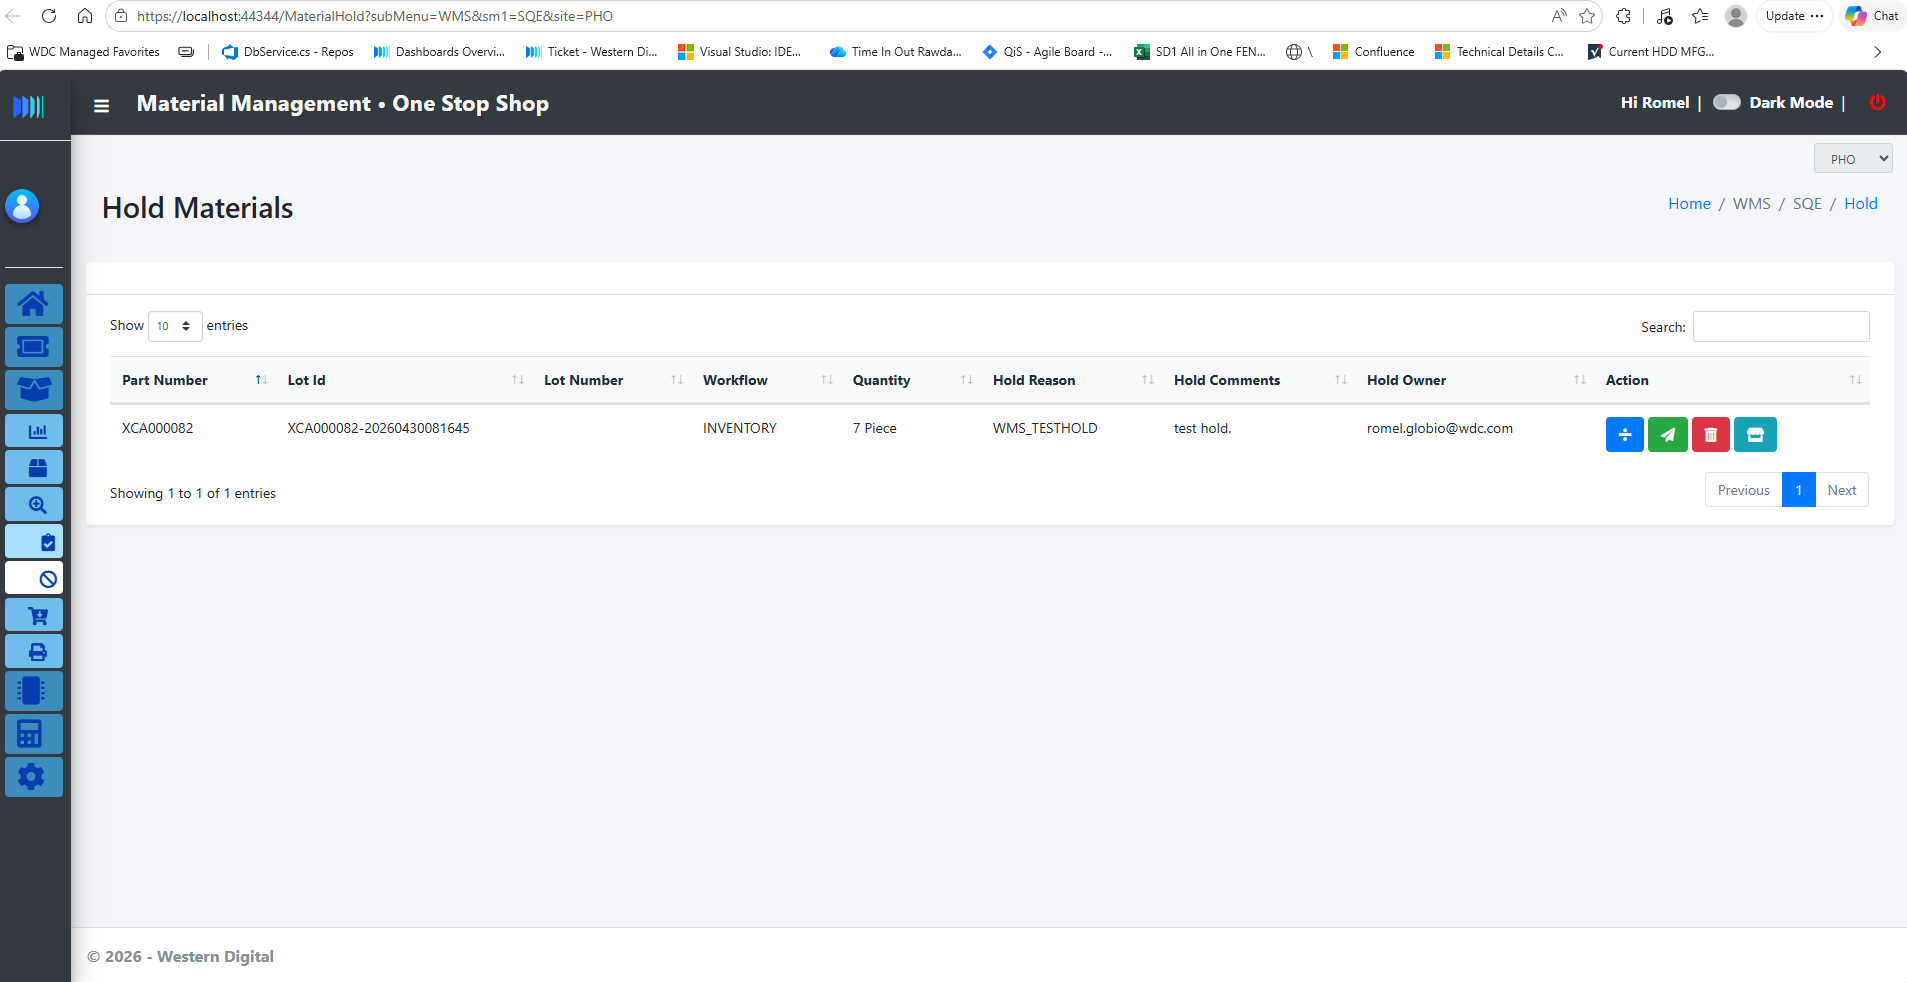 https://localhost:44344/MaterialHold?subMenu=WMS&sm1=SQE&site=PHO
Update
Chat
WDC Managed Favorites
DbService.cs - Repos
Dashboards Overvi...
Ticket - Western Di...
Visual Studio: IDE...
Time In Out Rawda...
QiS - Agile Board -...
SD1 All in One FEN...
\
Confluence
Technical Details C...
Current HDD MFG...
Material Management • One Stop Shop
Hi Romel |
Dark Mode |
PHO
Hold Materials
Home / WMS / SQE / Hold
Show 10 entries
Search:
Part Number Lot Id Lot Number Workflow Quantity Hold Reason Hold Comments Hold Owner Action
XCA000082 XCA000082-20260430081645 INVENTORY 7 Piece WMS_TESTHOLD test hold. romel.globio@wdc.com
Showing 1 to 1 of 1 entries
Previous 1 Next
© 2026 - Western Digital